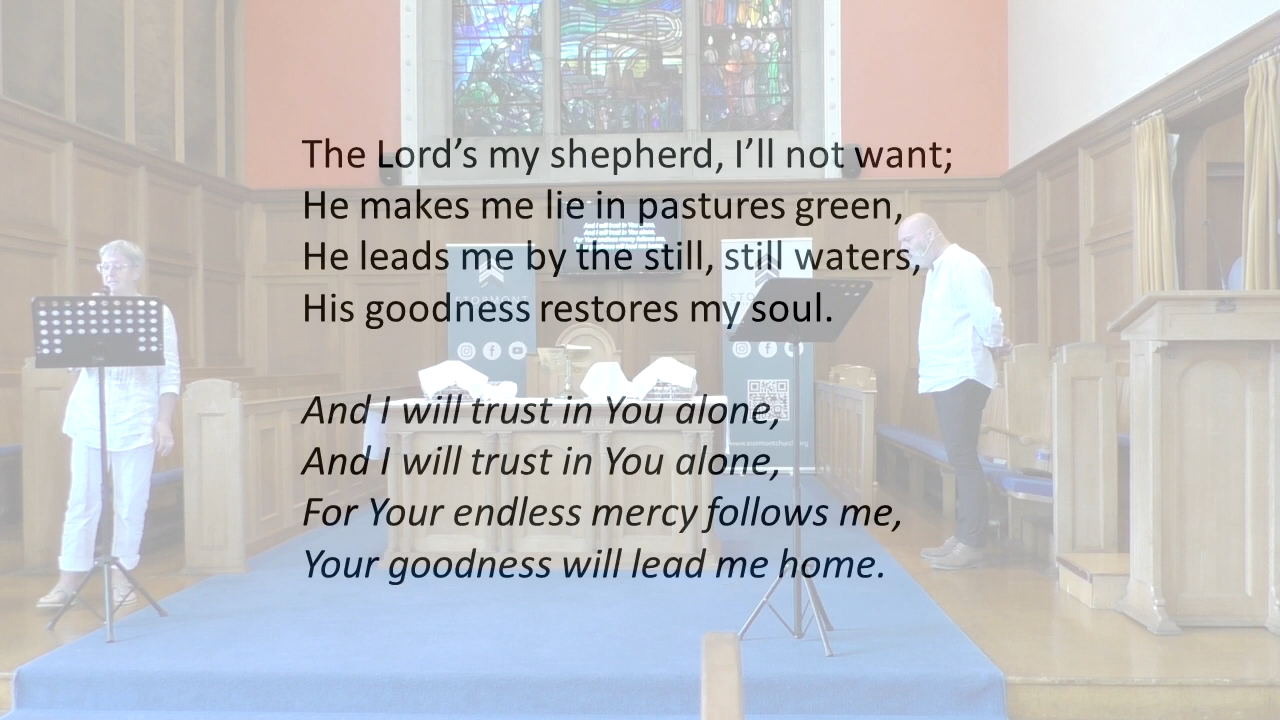 The Lord’s my shepherd, I’ll not want;
He makes me lie in pastures green,
He leads me by the still, still waters,
His goodness restores my soul.
And I will trust in You alone,
And I will trust in You alone,
For Your endless mercy follows me,
Your goodness will lead me home.
STORMONT